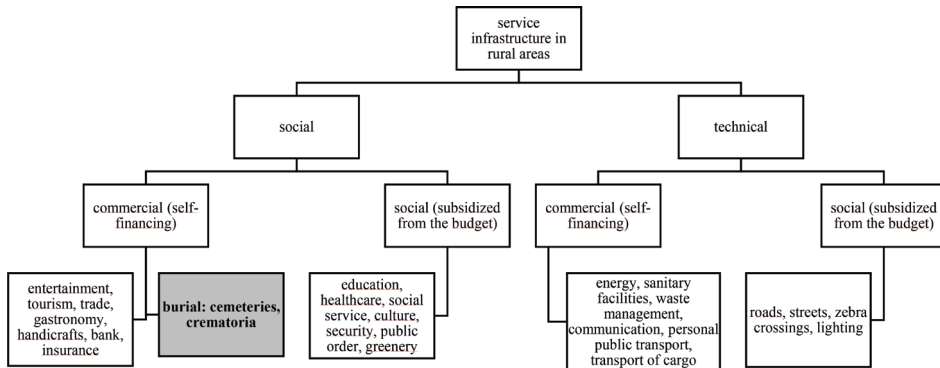 service
infrastructure in
rural areas
social
technical
commercial (self-
financing)
social (subsidized
from the budget)
commercial (self-
financing)
social (subsidized
from the budget)
entertainment,
tourism, trade,
gastronomy,
handicrafts, bank,
insurance
burial: cemeteries,
crematoria
education,
healthcare, social
service, culture,
security, public
order, greenery
energy, sanitary
facilities, waste
management,
communication, personal
public transport,
transport of cargo
roads, streets, zebra
crossings, lighting